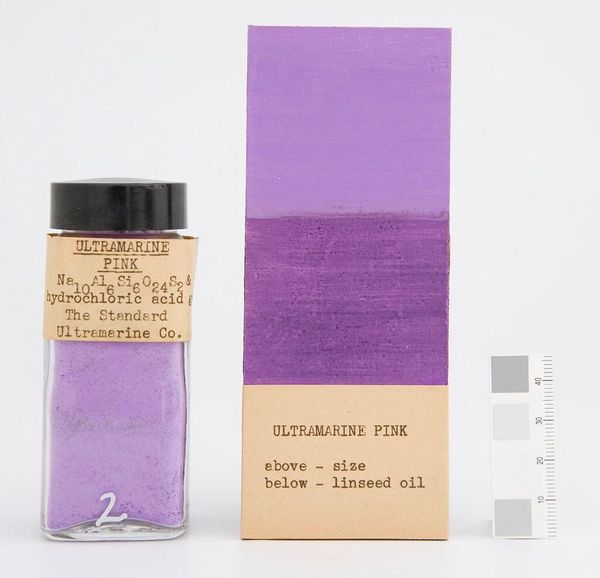 ULTRAMARINE
PINK
Na10Al6Si6O24S2&
hydrochloric acid g
The Standard
Ultramarine Co.
2
ULTRAMARINE PINK
above - size
below - linseed oil
40
30
20
10